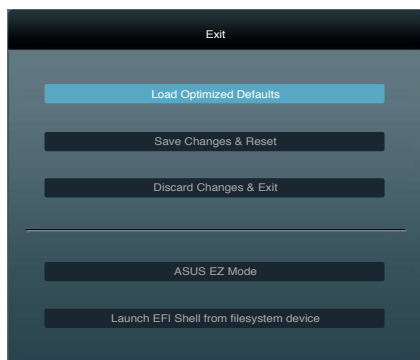 Exit
Load Optimized Defaults
Save Changes & Reset
Discard Changes & Exit
ASUS EZ Mode
Launch EFI Shell from filesystem device